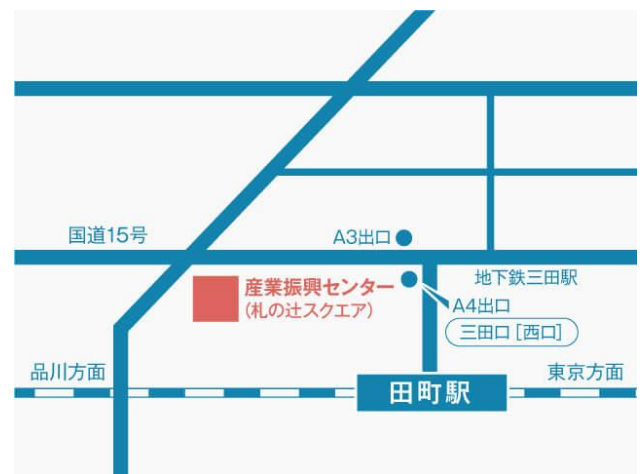 国道15号
A3出口
産業振興センター
(札の辻スクエア)
地下鉄三田駅
A4出口
三田口[西口]
品川方面
田町駅
東京方面